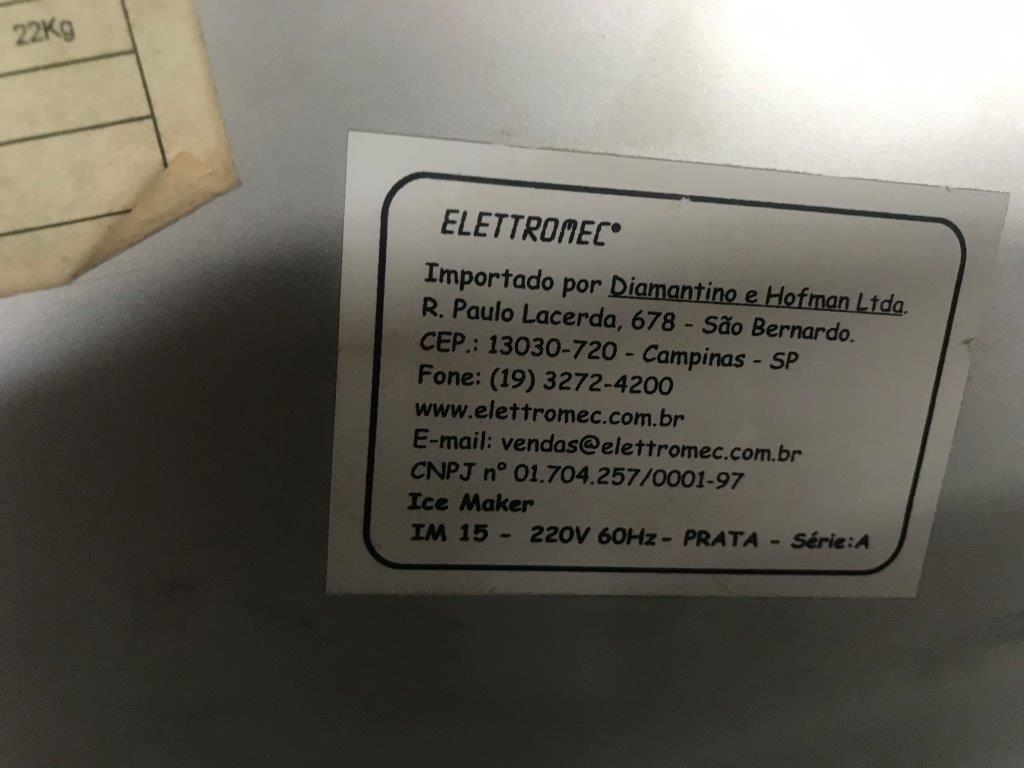 22Kg
ELETTROMEC®
Importado por Diamantino e Hofman Ltda.
R. Paulo Lacerda, 678 - São Bernardo.
CEP.: 13030-720 - Campinas - SP
Fone: (19) 3272-4200
www.elettromec.com.br
E-mail: vendas@elettromec.com.br
CNPJ nº 01.704.257/0001-97
Ice Maker
IM 15 - 220V 60Hz - PRATA - Série:A